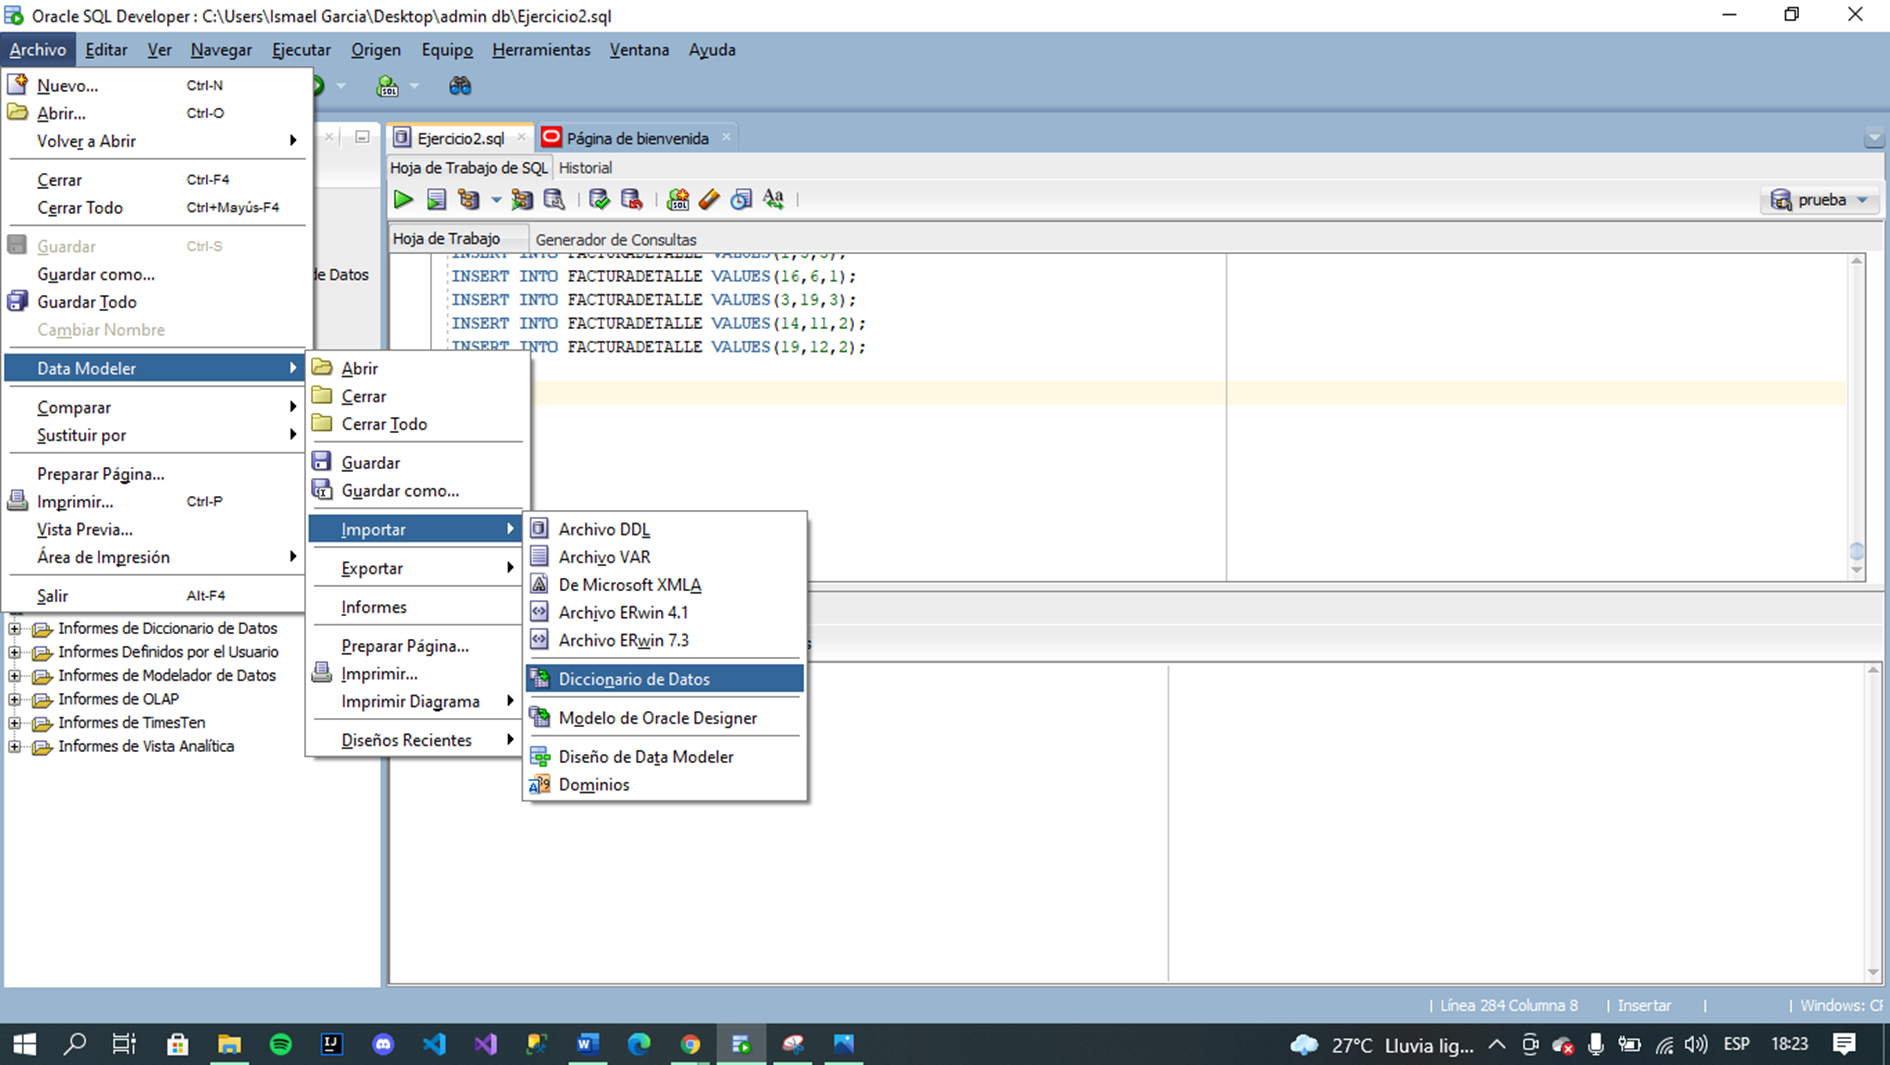 Oracle SQL Developer : C:\Users\Ismael Garcia\Desktop\admin db\Ejercicio2.sql
Archivo Editar Ver Navegar Ejecutar Origen Equipo Herramientas Ventana Ayuda
Nuevo... Ctrl-N
Abrir... Ctrl-O
Volver a Abrir
Cerrar Ctrl-F4
Cerrar Todo Ctrl+Mayús-F4
Guardar Ctrl-S
Guardar como...
Guardar Todo
Cambiar Nombre
Data Modeler
Comparar
Sustituir por
Preparar Página...
Imprimir... Ctrl-P
Vista Previa...
Área de Impresión
Salir Alt-F4
de Datos
Informes de Diccionario de Datos
Informes Definidos por el Usuario
Informes de Modelador de Datos
Informes de OLAP
Informes de TimesTen
Informes de Vista Analítica
Abrir
Cerrar
Cerrar Todo
Guardar
Guardar como...
Importar
Exportar
Informes
Preparar Página...
Imprimir...
Imprimir Diagrama
Diseños Recientes
Archivo DDL
Archivo VAR
De Microsoft XMLA
Archivo ERwin 4.1
Archivo ERwin 7.3
Diccionario de Datos
Modelo de Oracle Designer
Diseño de Data Modeler
Dominios
Ejercicio2.sql Página de bienvenida
Hoja de Trabajo de SQL Historial
prueba
Hoja de Trabajo Generador de Consultas
INSERT INTO FACTURADETALLE VALUES
INSERT INTO FACTURADETALLE VALUES(16,6,1);
INSERT INTO FACTURADETALLE VALUES(3,19,3);
INSERT INTO FACTURADETALLE VALUES(14,11,2);
INSERT INTO FACTURADETALLE VALUES(19,12,2);
Línea 284 Columna 8 Insertar Windows: CF
27°C Lluvia lig... ESP 18:23